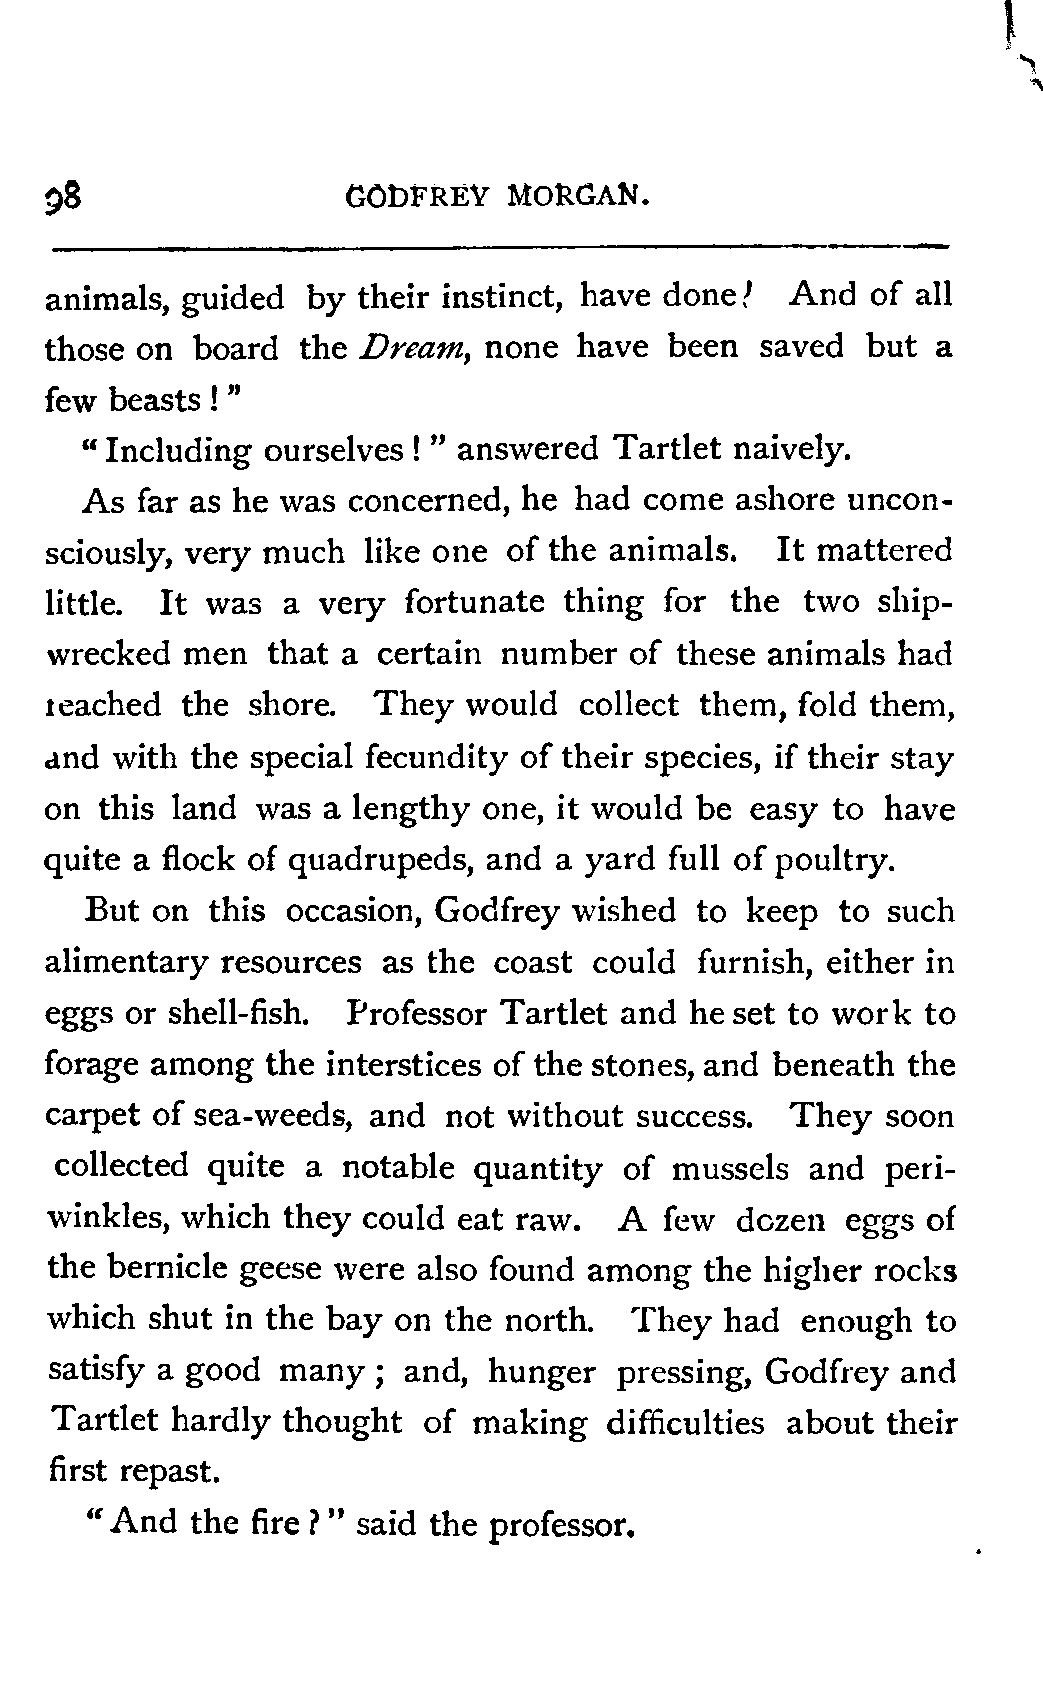 98 GODFREY MORGAN.
animals, guided by their instinct, have done! And of all
those on board the Dream, none have been saved but a
few beasts ! "
" Including ourselves ! " answered Tartlet naively.
As far as he was concerned, he had come ashore uncon-
sciously, very much like one of the animals. It mattered
little. It was a very fortunate thing for the two ship-
wrecked men that a certain number of these animals had
reached the shore. They would collect them, fold them,
and with the special fecundity of their species, if their stay
on this land was a lengthy one, it would be easy to have
quite a flock of quadrupeds, and a yard full of poultry.
But on this occasion, Godfrey wished to keep to such
alimentary resources as the coast could furnish, either in
eggs or shell-fish. Professor Tartlet and he set to work to
forage among the interstices of the stones, and beneath the
carpet of sea-weeds, and not without success. They soon
collected quite a notable quantity of mussels and peri-
winkles, which they could eat raw. A few dozen eggs of
the bernicle geese were also found among the higher rocks
which shut in the bay on the north. They had enough to
satisfy a good many ; and, hunger pressing, Godfrey and
Tartlet hardly thought of making difficulties about their
first repast.
" And the fire ? " said the professor.